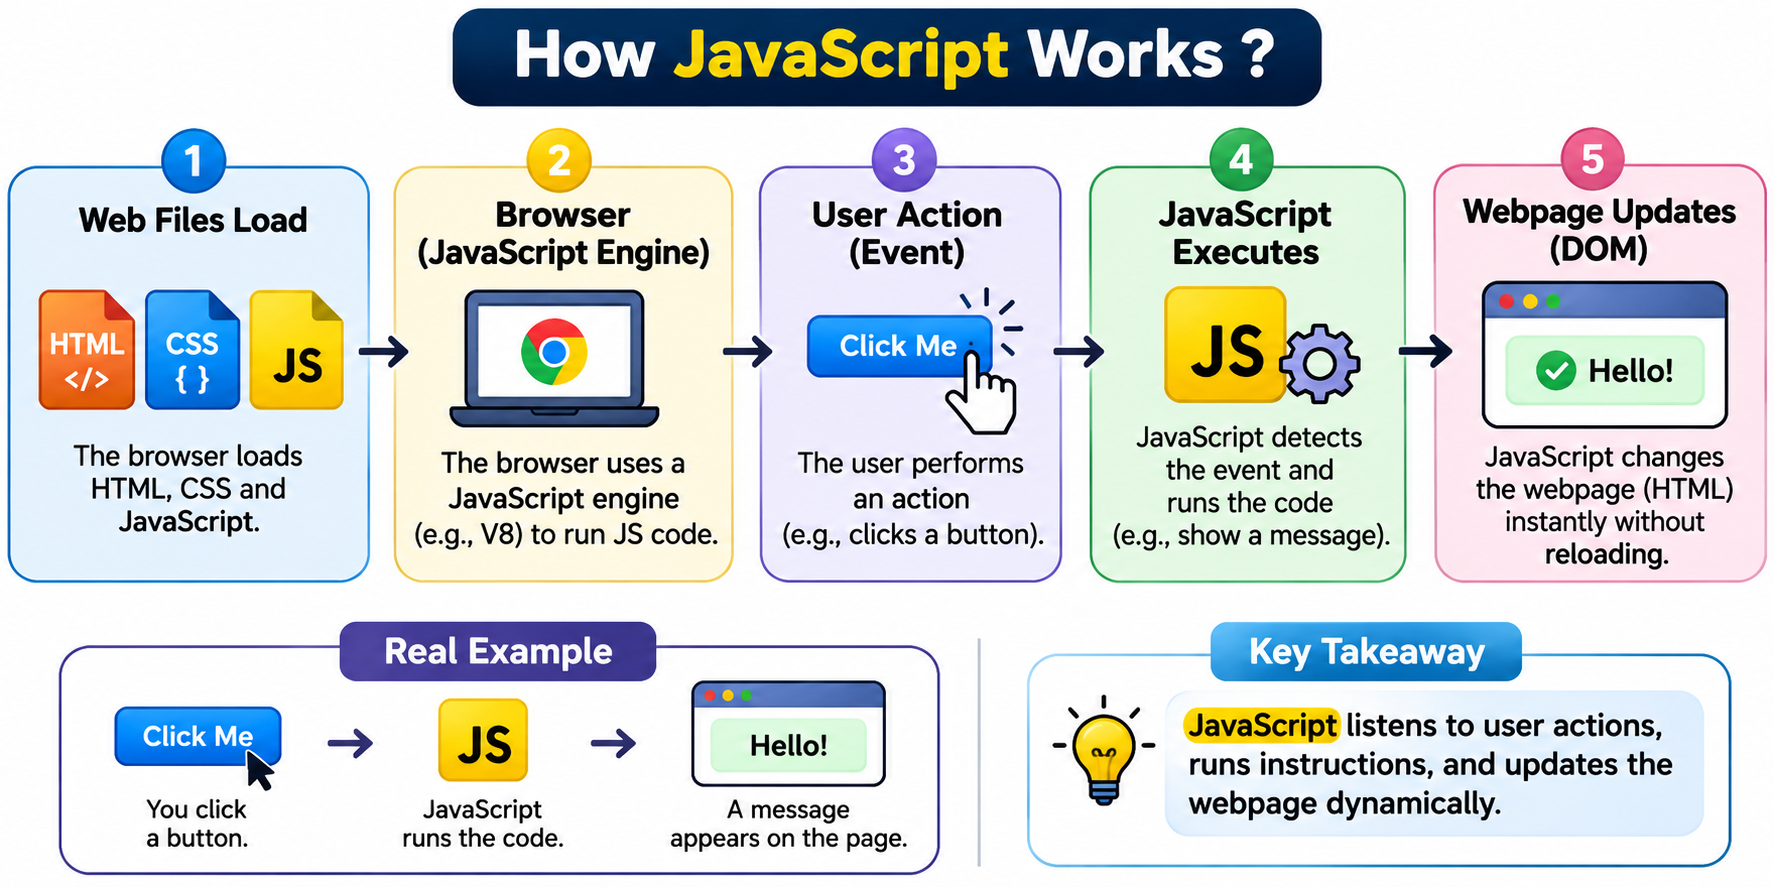 How JavaScript Works ?
1
Web Files Load
HTML
</>
CSS
{ }
JS
The browser loads
HTML, CSS and
JavaScript.
2
Browser
(JavaScript Engine)
The browser uses a
JavaScript engine
(e.g., V8) to run JS code.
3
User Action
(Event)
Click Me
The user performs
an action
(e.g., clicks a button).
4
JavaScript
Executes
JS
JavaScript detects
the event and
runs the code
(e.g., show a message).
5
Webpage Updates
(DOM)
Hello!
JavaScript changes
the webpage (HTML)
instantly without
reloading.
Real Example
Click Me
You click
a button.
JS
JavaScript
runs the code.
Hello!
A message
appears on the page.
Key Takeaway
JavaScript listens to user actions,
runs instructions, and updates the
webpage dynamically.